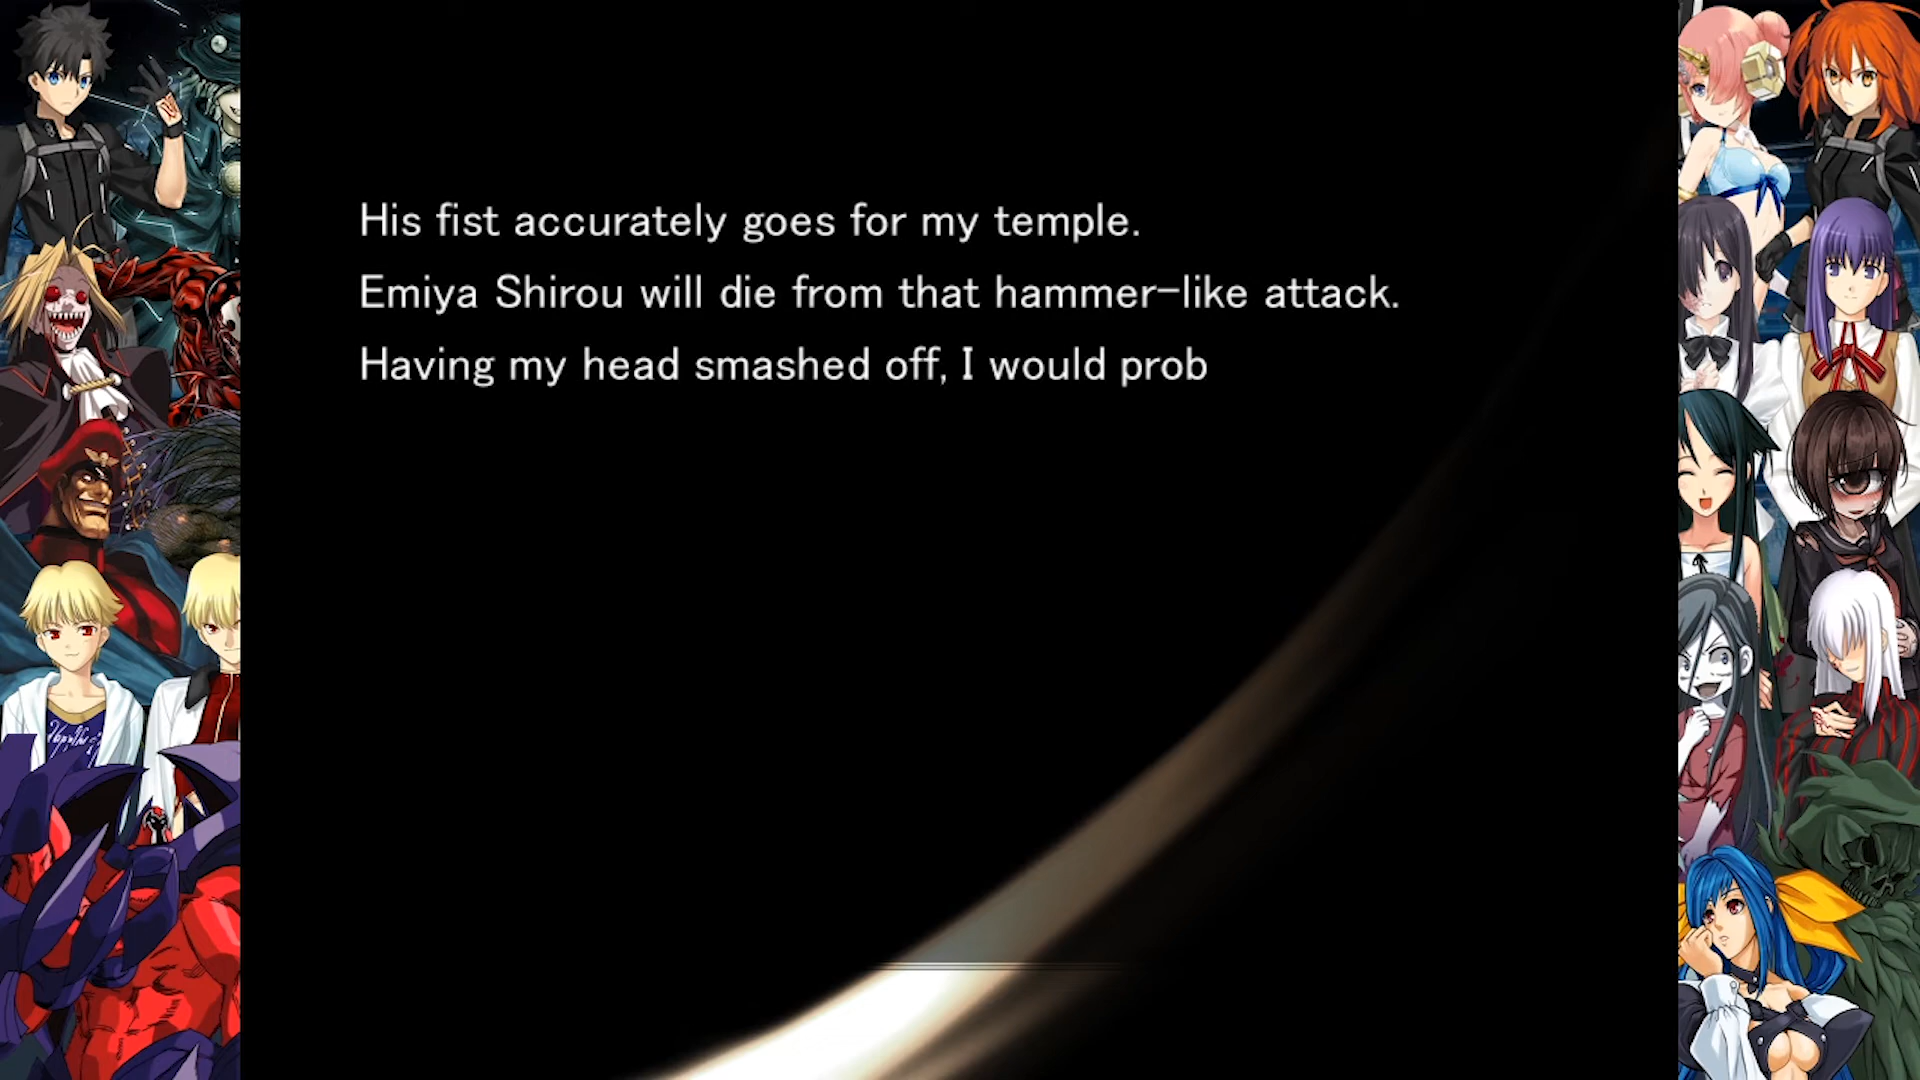 His fist accurately goes for my temple.
Emiya Shirou will die from that hammer-like attack.
Having my head smashed off, I would prob